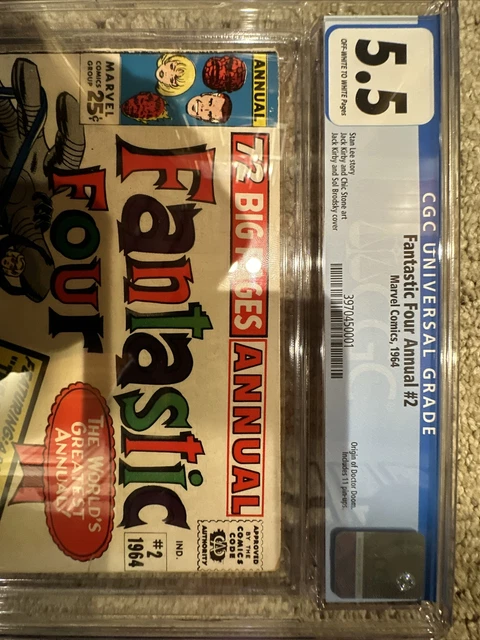 CGC UNIVERSAL GRADE
5.5
OFF-WHITE TO WHITE Pages
Fantastic Four Annual #2
Marvel Comics, 1964
Stan Lee story
Jack Kirby and Chic Stone art
Jack Kirby and Sol Brodsky cover
3970450001
Origin of Doctor Doom.
Includes 11 pin-ups.
ANNUAL
MARVEL
COMICS
GROUP
25¢
72 BIG PAGES ANNUAL
Fantastic
Four
APPROVED
BY THE
COMICS
CODE
AUTHORITY
IND.
#2
1964
THE WORLD'S
GREATEST
ANNUAL